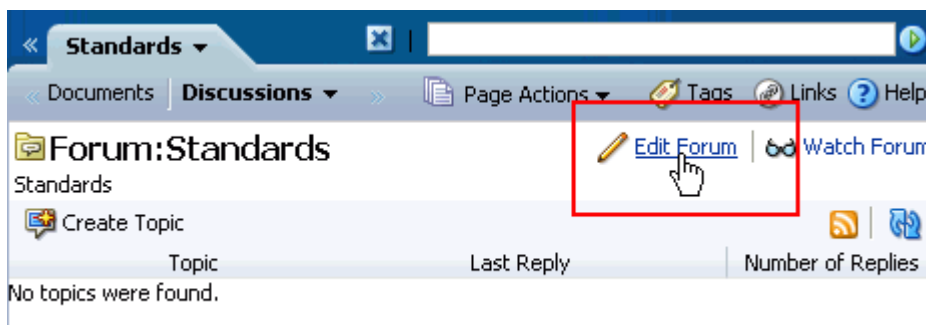 « Standards
« Documents Discussions » Page Actions Tags Links ? Help
Forum:Standards Edit Forum Watch Forum
Standards
Create Topic
Topic Last Reply Number of Replies
No topics were found.